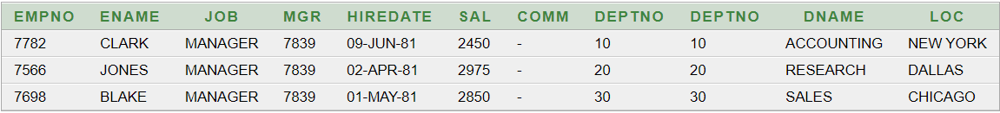 EMPNO ENAME JOB MGR HIREDATE SAL COMM DEPTNO DEPTNO DNAME LOC
7782 CLARK MANAGER 7839 09-JUN-81 2450 - 10 10 ACCOUNTING NEW YORK
7566 JONES MANAGER 7839 02-APR-81 2975 - 20 20 RESEARCH DALLAS
7698 BLAKE MANAGER 7839 01-MAY-81 2850 - 30 30 SALES CHICAGO